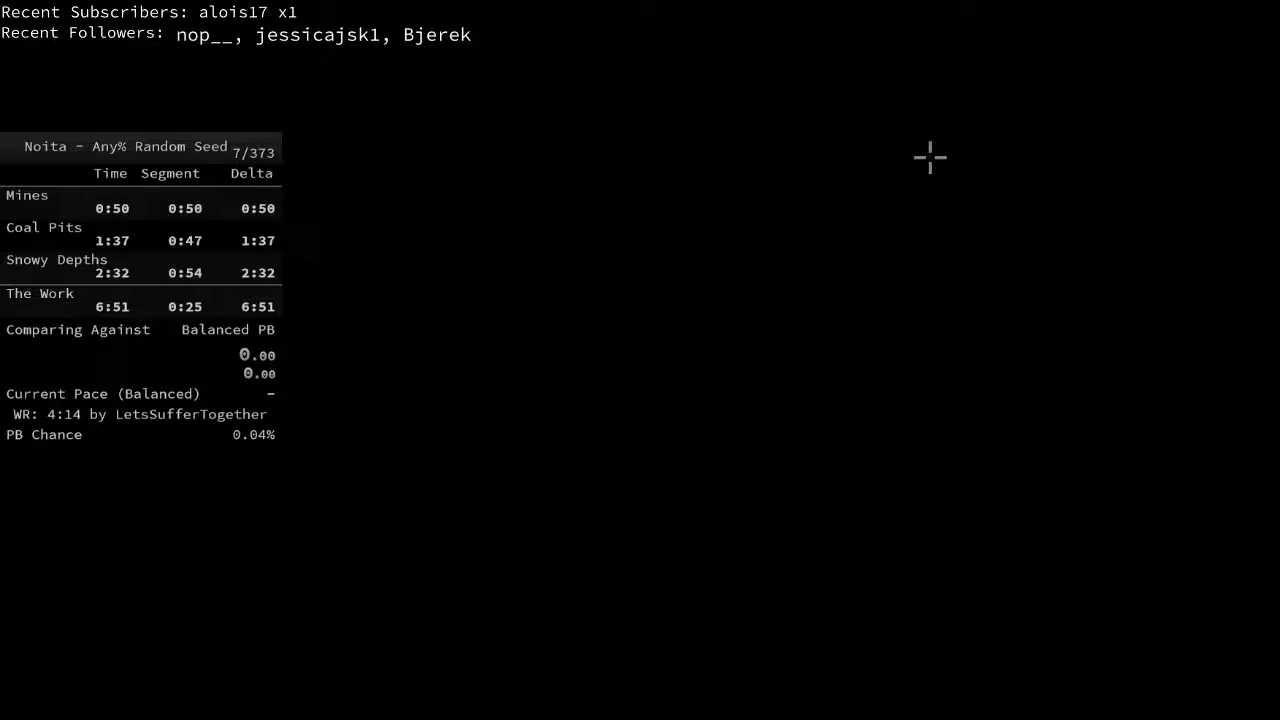 Recent Subscribers: alois17 x1
Recent Followers: nop__, jessicajsk1, Bjerek
Noita - Any% Random Seed 7/373
Time Segment Delta
Mines
0:50 0:50 0:50
Coal Pits
1:37 0:47 1:37
Snowy Depths
2:32 0:54 2:32
The Work
6:51 0:25 6:51
Comparing Against Balanced PB
0.00
0.00
Current Pace (Balanced) -
WR: 4:14 by LetsSufferTogether
PB Chance 0.04%